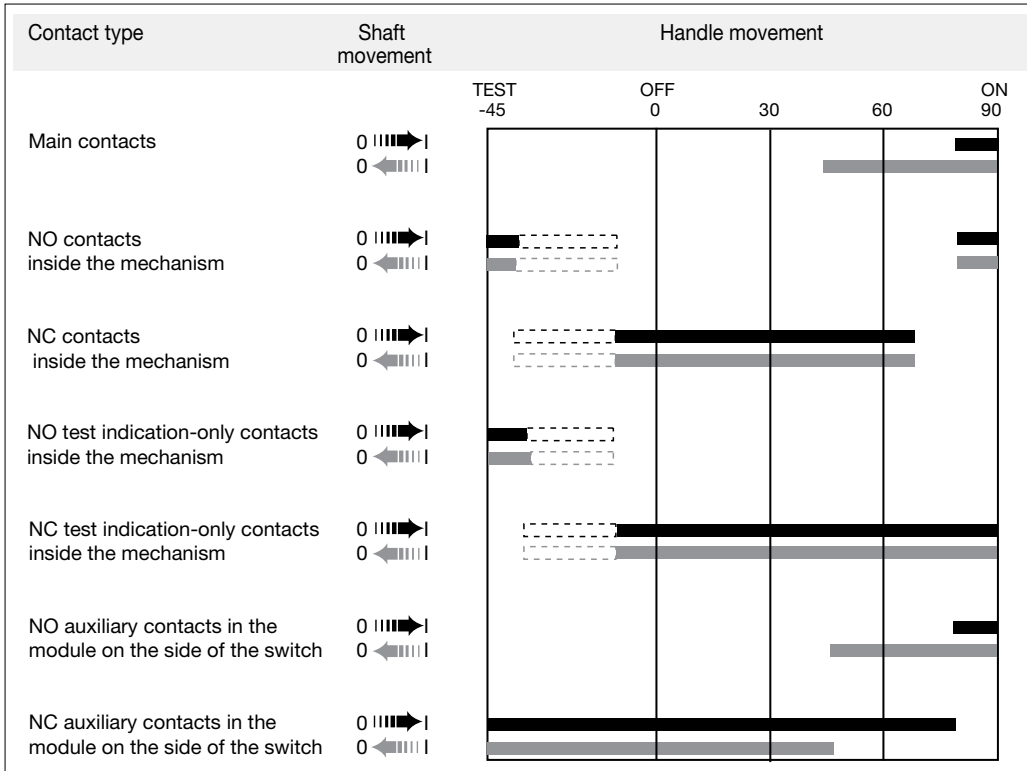 Contact type Shaft movement Handle movement
TEST OFF ON
-45 0 30 60 90
Main contacts 0 I
0 I
NO contacts 0 I
inside the mechanism 0 I
NC contacts 0 I
inside the mechanism 0 I
NO test indication-only contacts 0 I
inside the mechanism 0 I
NC test indication-only contacts 0 I
inside the mechanism 0 I
NO auxiliary contacts in the 0 I
module on the side of the switch 0 I
NC auxiliary contacts in the 0 I
module on the side of the switch 0 I